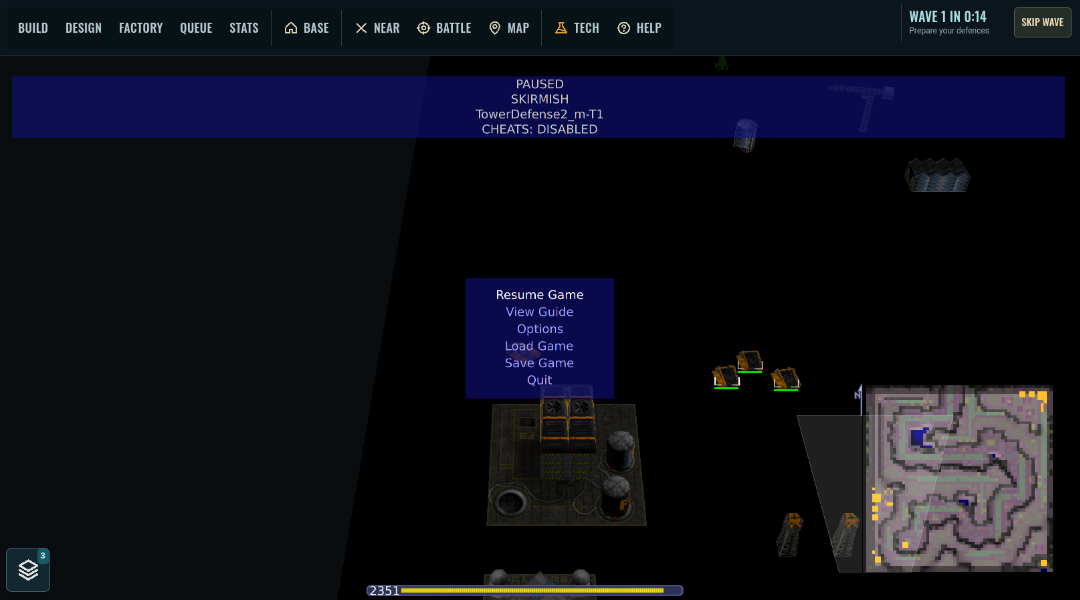 BUILD DESIGN FACTORY QUEUE STATS BASE NEAR BATTLE MAP TECH HELP
WAVE 1 IN 0:14
Prepare your defences
SKIP WAVE
PAUSED
SKIRMISH
TowerDefense2_m-T1
CHEATS: DISABLED
Resume Game
View Guide
Options
Load Game
Save Game
Quit
N
3
2351